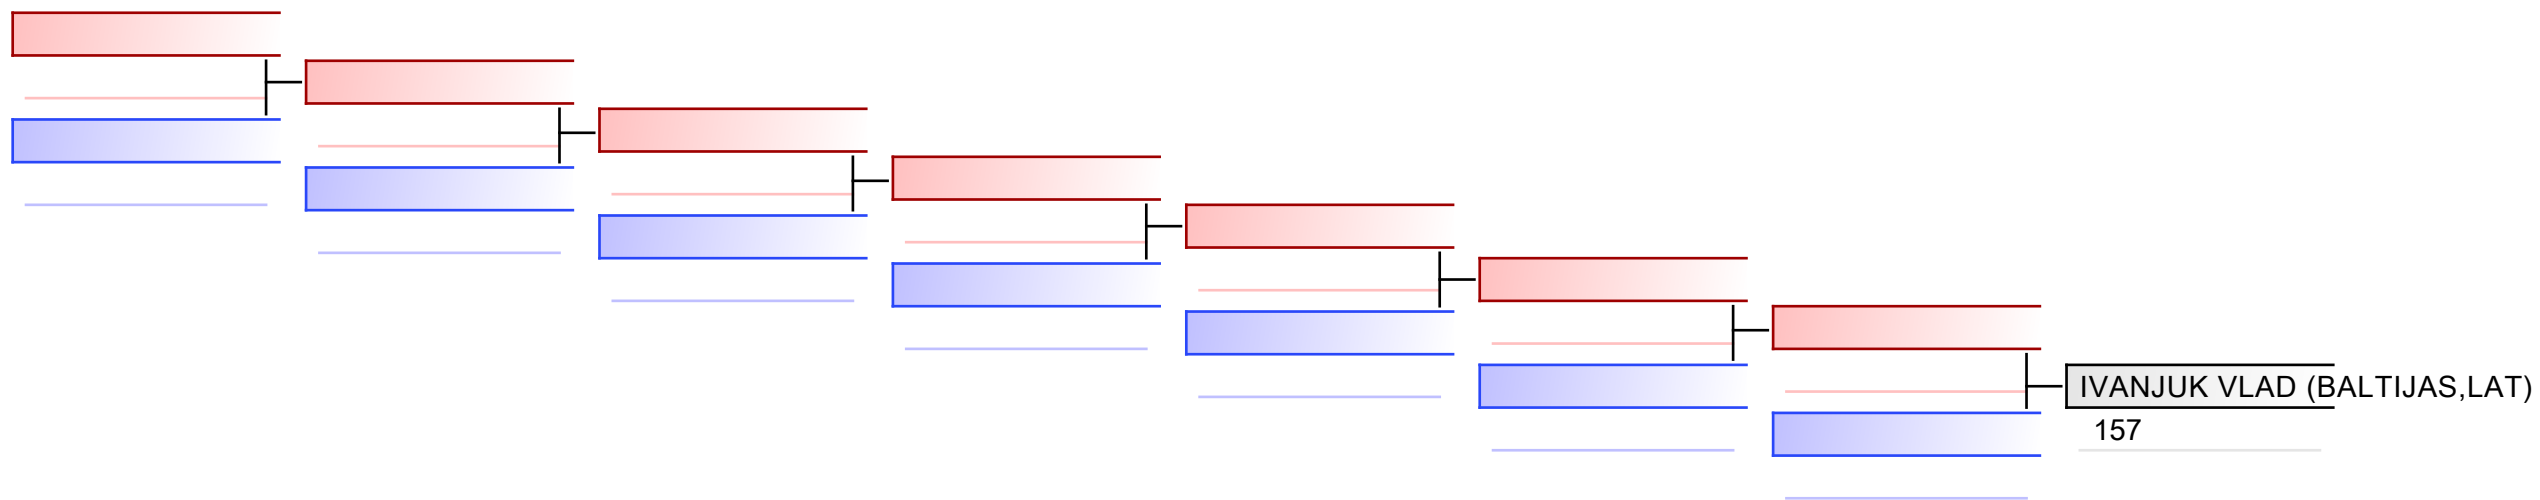 IVANJUK VLAD (BALTIJAS,LAT)
157